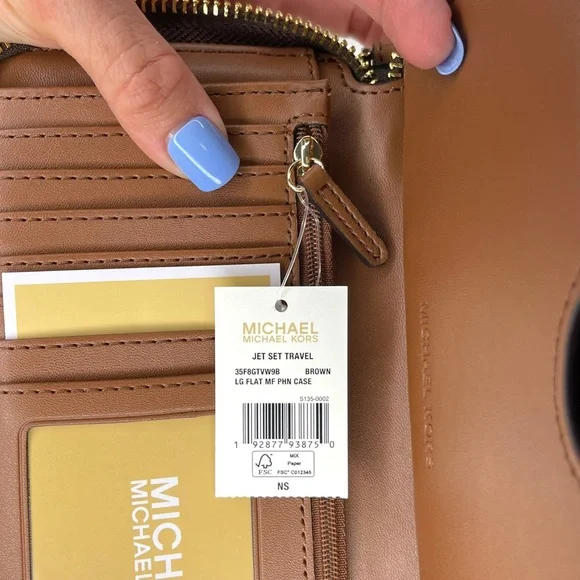 MICHAEL
MICHAEL KORS
JET SET TRAVEL
35F8GTVW9B BROWN
LG FLAT MF PHN CASE
S135-0002
1 92877 93875 0
FSC
MIX
Paper
FSC® C012345
NS
MICHAEL KORS
MICH
MICHAEL